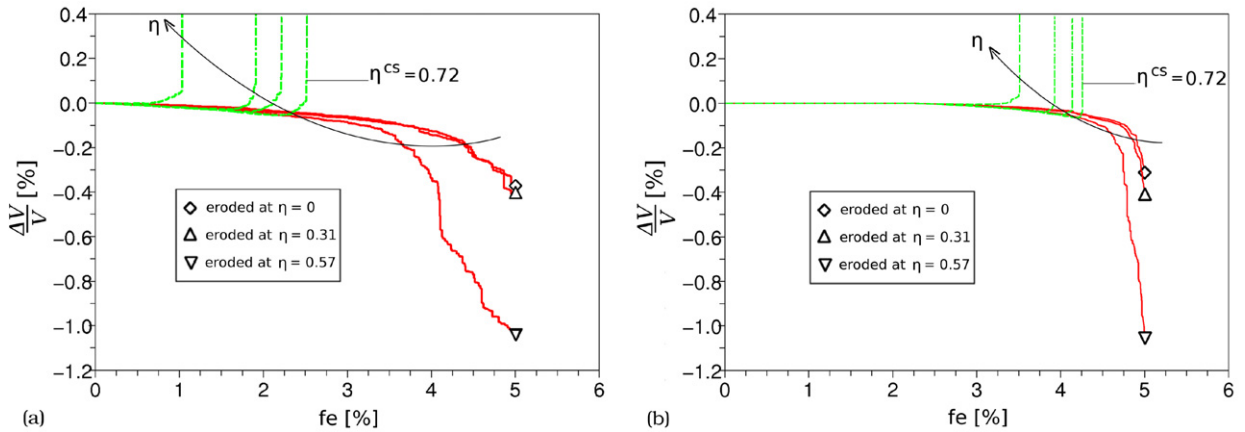 0.4
0.2
0.0
−0.2
−0.4
−0.6
−0.8
−1.0
−1.2
ΔV/V [%]
η
η^cs = 0.72
eroded at η = 0
eroded at η = 0.31
eroded at η = 0.57
0 1 2 3 4 5 6
(a) fe [%]
0.4
0.2
0.0
−0.2
−0.4
−0.6
−0.8
−1.0
−1.2
ΔV/V [%]
η
η^cs = 0.72
eroded at η = 0
eroded at η = 0.31
eroded at η = 0.57
0 1 2 3 4 5 6
(b) fe [%]